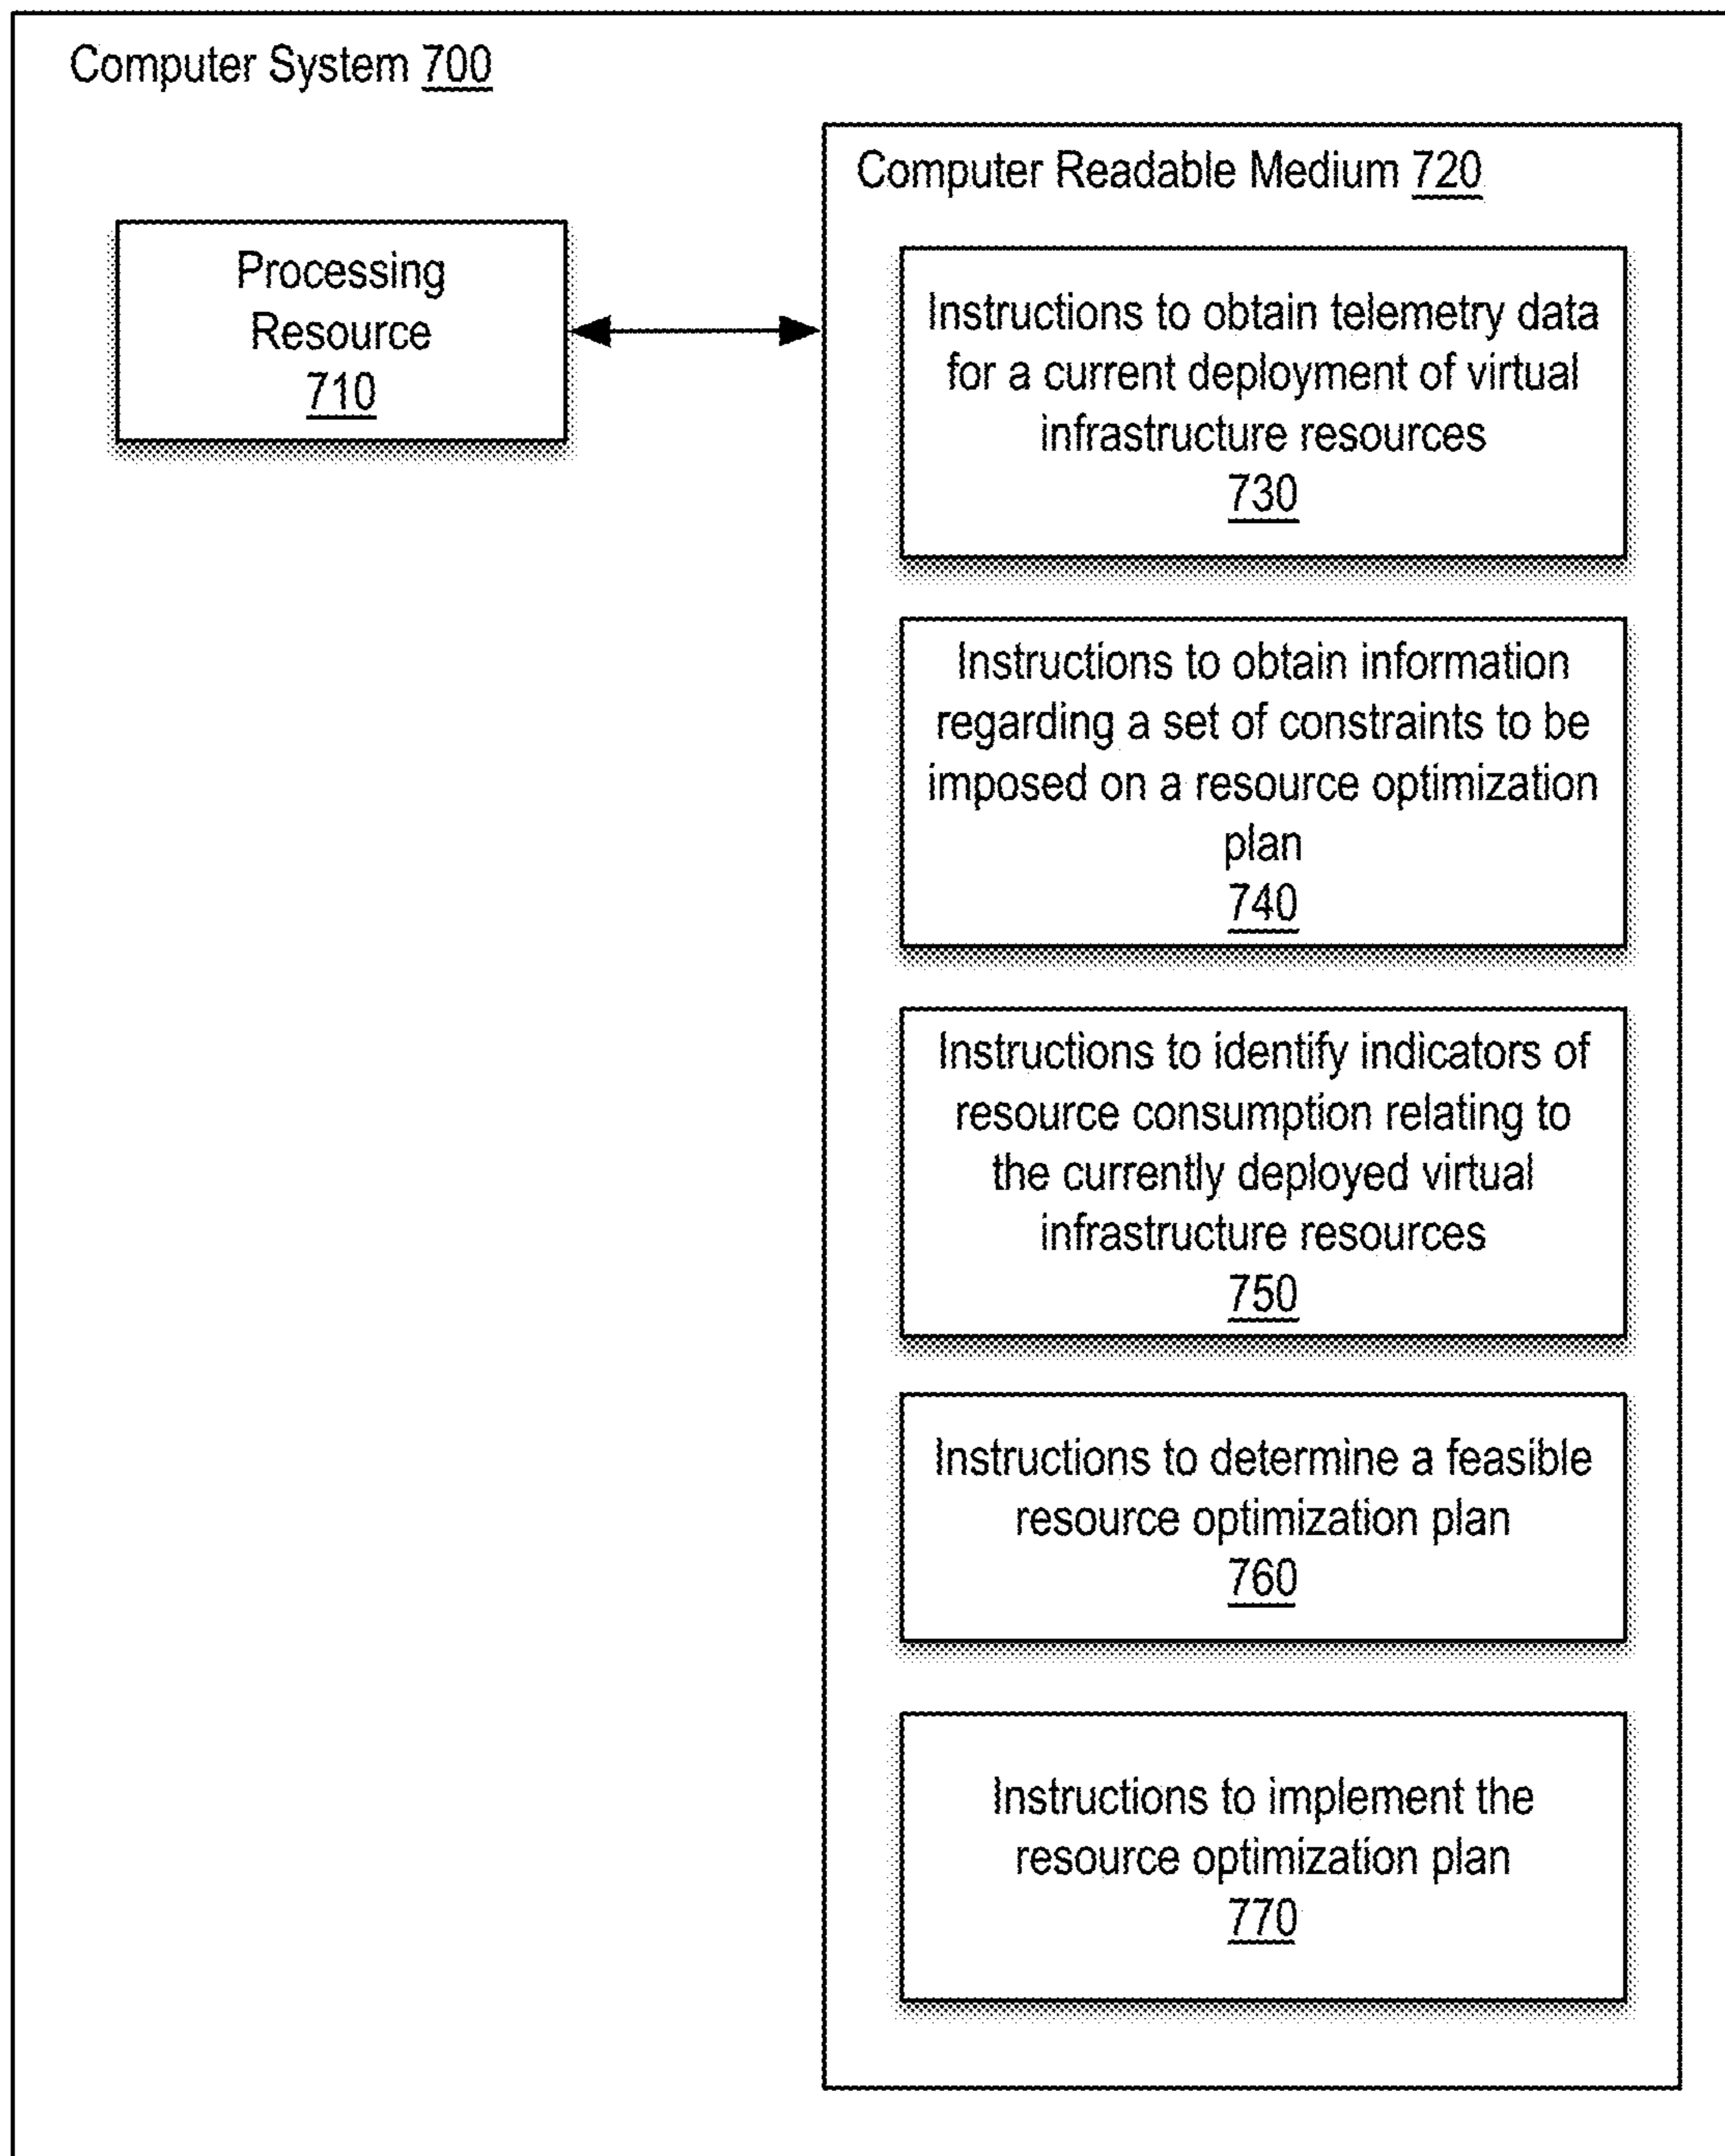 Computer System 700
Computer Readable Medium 720
Processing
Resource
710
Instructions to obtain telemetry data
for a current deployment of virtual
infrastructure resources
730
Instructions to obtain information
regarding a set of constraints to be
imposed on a resource optimization
plan
740
Instructions to identify indicators of
resource consumption relating to
the currently deployed virtual
infrastructure resources
750
Instructions to determine a feasible
resource optimization plan
760
Instructions to implement the
resource optimization plan
770